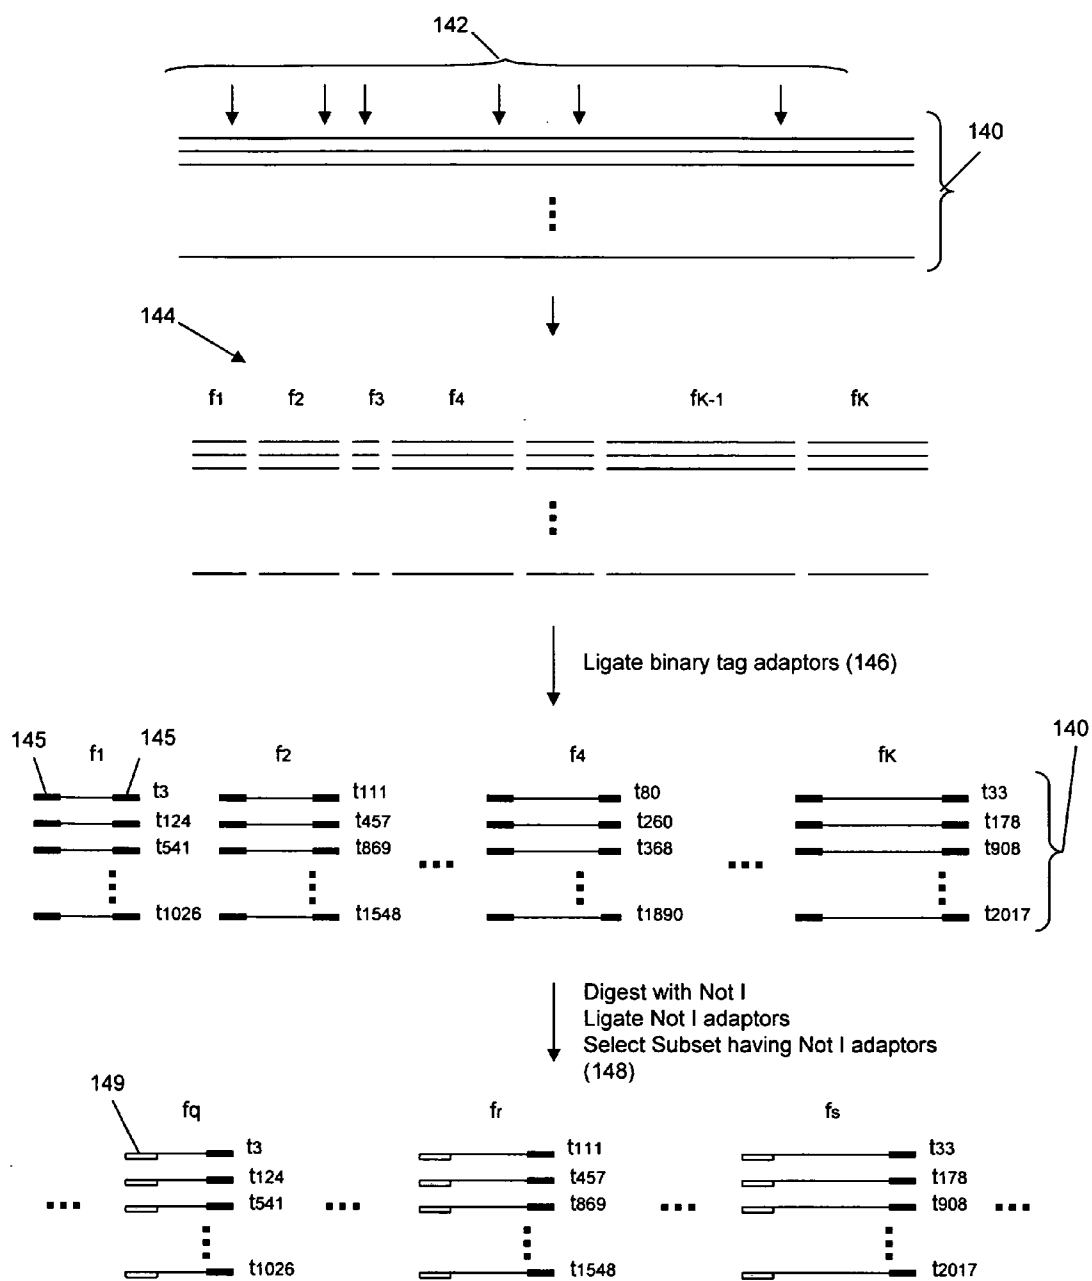 142
140
144
f1 f2 f3 f4 fK-1 fK
Ligate binary tag adaptors (146)
145 f1 145 f2 f4 fK 140
t3 t111 t80 t33
t124 t457 t260 t178
t541 t869 t368 t908
t1026 t1548 t1890 t2017
Digest with Not I
Ligate Not I adaptors
Select Subset having Not I adaptors
(148)
149 fq fr fs
t3 t111 t33
t124 t457 t178
t541 t869 t908
t1026 t1548 t2017